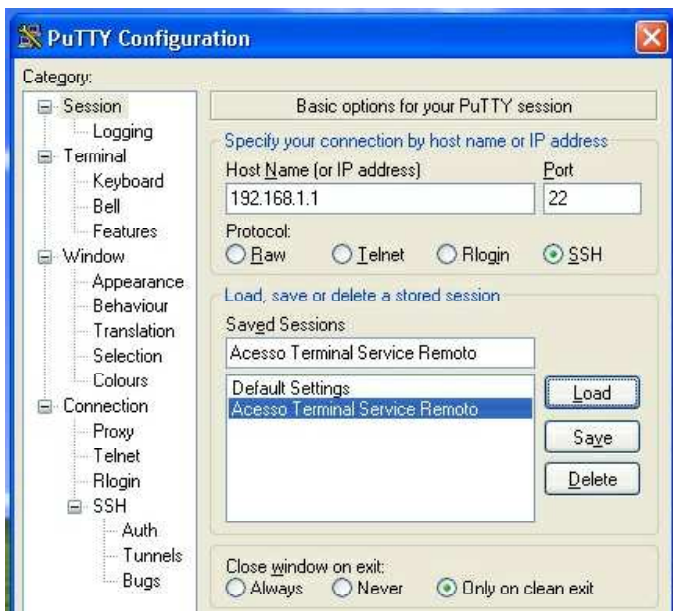 PuTTY Configuration
Category:
Session
Logging
Terminal
Keyboard
Bell
Features
Window
Appearance
Behaviour
Translation
Selection
Colours
Connection
Proxy
Telnet
Rlogin
SSH
Auth
Tunnels
Bugs
Basic options for your PuTTY session
Specify your connection by host name or IP address
Host Name (or IP address) Port
192.168.1.1 22
Protocol:
Raw Telnet Rlogin SSH
Load, save or delete a stored session
Saved Sessions
Acesso Terminal Service Remoto
Default Settings
Acesso Terminal Service Remoto
Load
Save
Delete
Close window on exit:
Always Never Only on clean exit